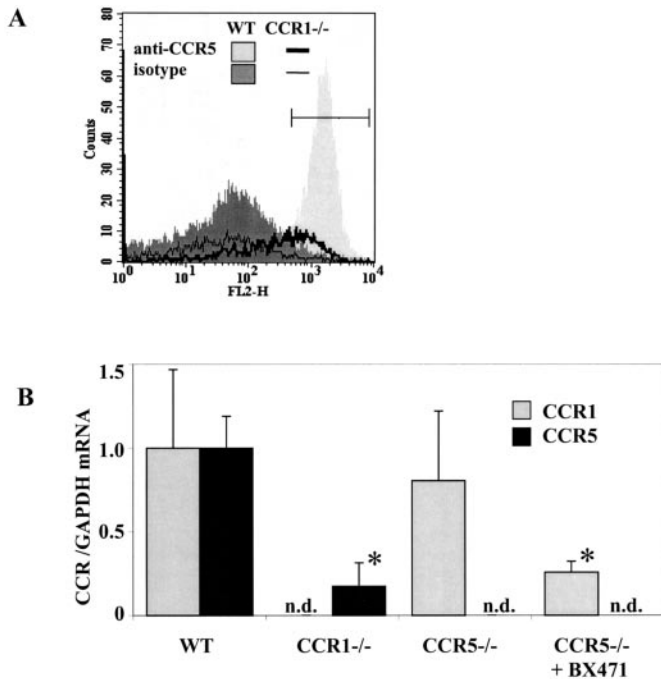 A
WT CCR1-/-
anti-CCR5
isotype
Counts
80
70
60
50
40
30
20
10
0
10^0 10^1 10^2 10^3 10^4
FL2-H
B
CCR /GAPDH mRNA
1.5
1.0
0.5
0
CCR1
CCR5
* *
n.d. n.d. n.d.
WT CCR1-/- CCR5-/- CCR5-/-
+ BX471